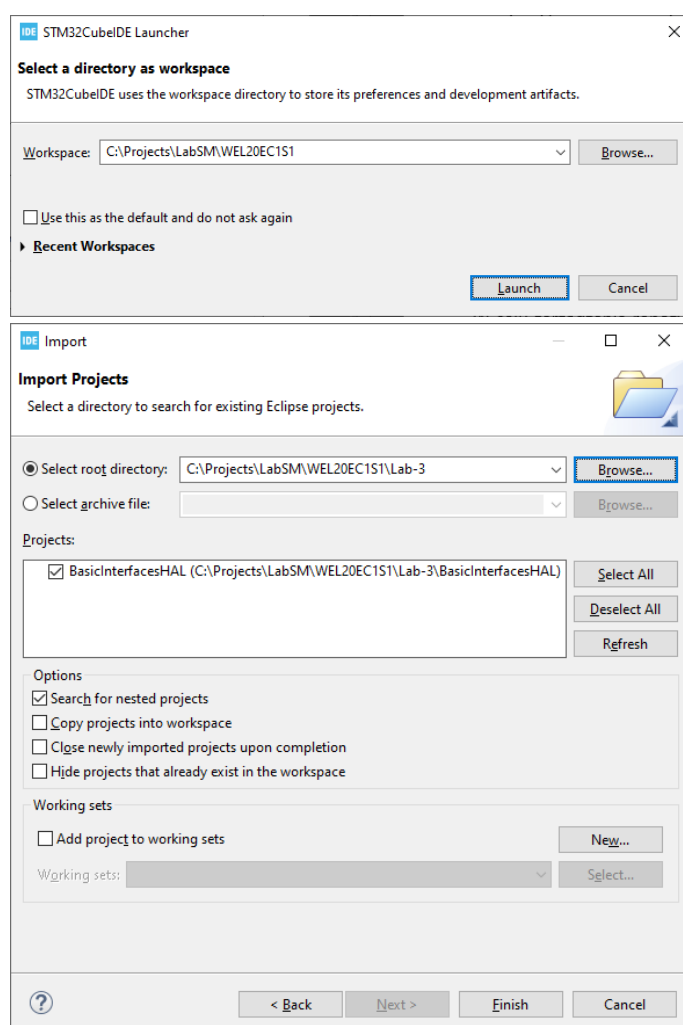 IDE STM32CubeIDE Launcher
Select a directory as workspace
STM32CubeIDE uses the workspace directory to store its preferences and development artifacts.
Workspace: C:\Projects\LabSM\WEL20EC1S1 Browse...
Use this as the default and do not ask again
Recent Workspaces
Launch Cancel
IDE Import
Import Projects
Select a directory to search for existing Eclipse projects.
Select root directory: C:\Projects\LabSM\WEL20EC1S1\Lab-3 Browse...
Select archive file: Browse...
Projects:
BasicInterfacesHAL (C:\Projects\LabSM\WEL20EC1S1\Lab-3\BasicInterfacesHAL) Select All
Deselect All
Refresh
Options
Search for nested projects
Copy projects into workspace
Close newly imported projects upon completion
Hide projects that already exist in the workspace
Working sets
Add project to working sets New...
Working sets: Select...
? < Back Next > Finish Cancel